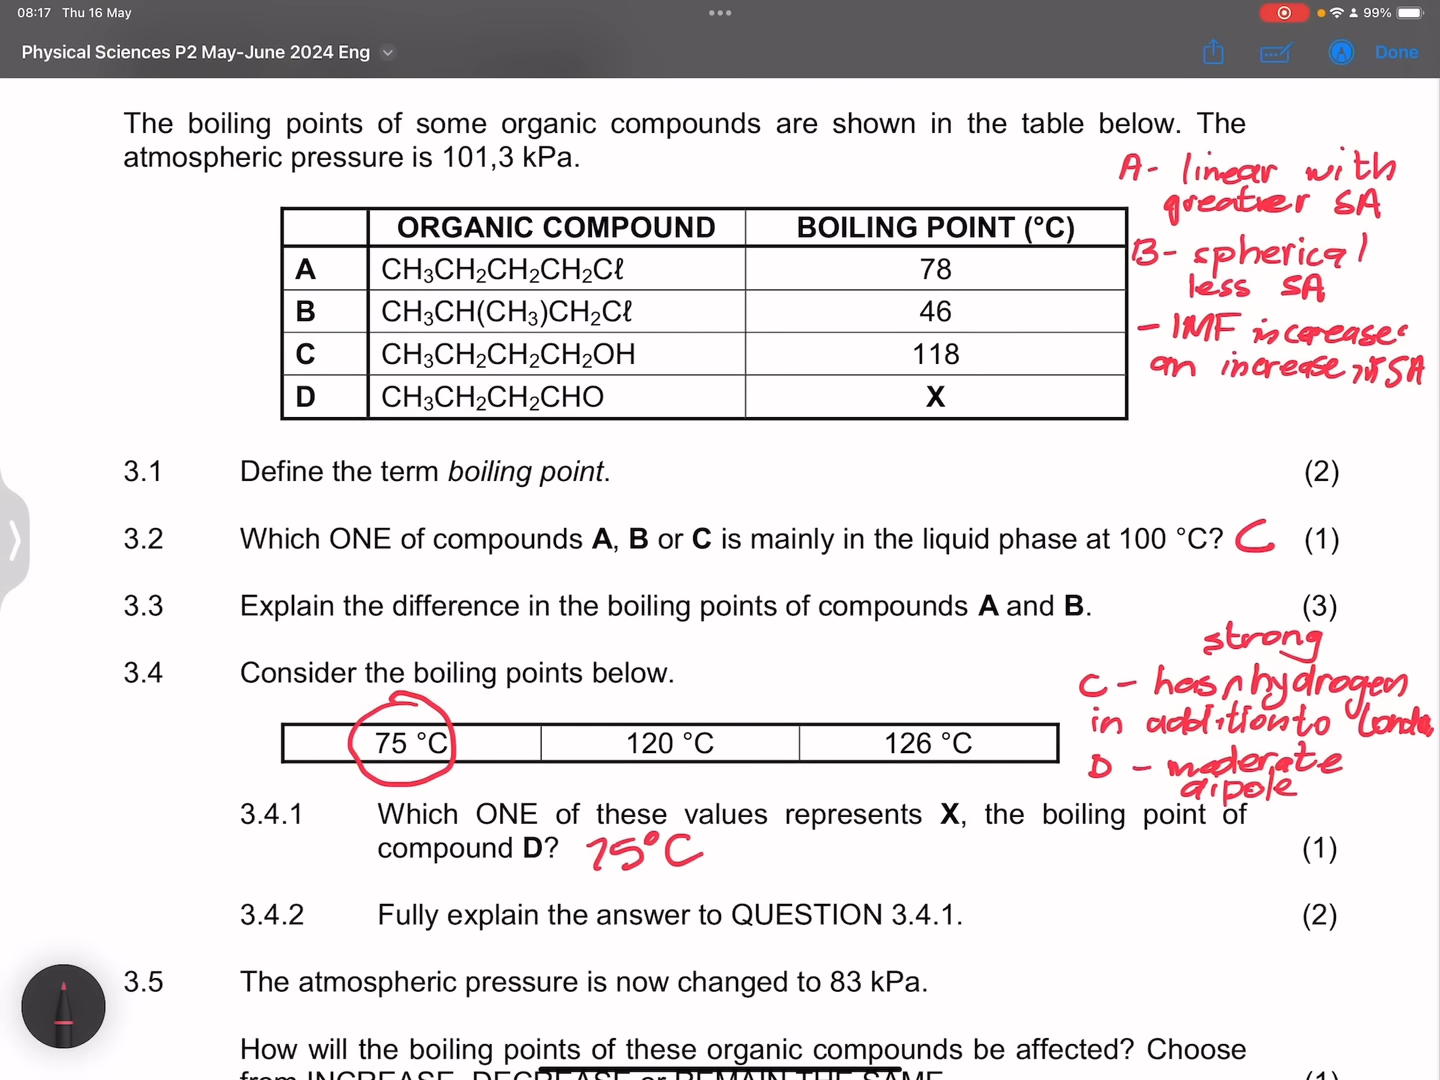 08:17 Thu 16 May
99%
Physical Sciences P2 May-June 2024 Eng
Done
The boiling points of some organic compounds are shown in the table below. The
atmospheric pressure is 101,3 kPa.
A- linear with
greater SA
ORGANIC COMPOUND BOILING POINT (°C)
A CH₃CH₂CH₂CH₂Cℓ 78
B CH₃CH(CH₃)CH₂Cℓ 46
C CH₃CH₂CH₂CH₂OH 118
D CH₃CH₂CH₂CHO X
B- spherical
less SA
- IMF increase
an increase in SA
3.1 Define the term boiling point. (2)
3.2 Which ONE of compounds A, B or C is mainly in the liquid phase at 100 °C? C (1)
3.3 Explain the difference in the boiling points of compounds A and B. (3)
3.4 Consider the boiling points below.
strong
C - has hydrogen
in addition to
D - moderate
dipole
75 °C 120 °C 126 °C
3.4.1 Which ONE of these values represents X, the boiling point of
compound D? 75°C (1)
3.4.2 Fully explain the answer to QUESTION 3.4.1. (2)
3.5 The atmospheric pressure is now changed to 83 kPa.
How will the boiling points of these organic compounds be affected? Choose
from INCREASE, DECREASE or REMAIN THE SAME. (1)